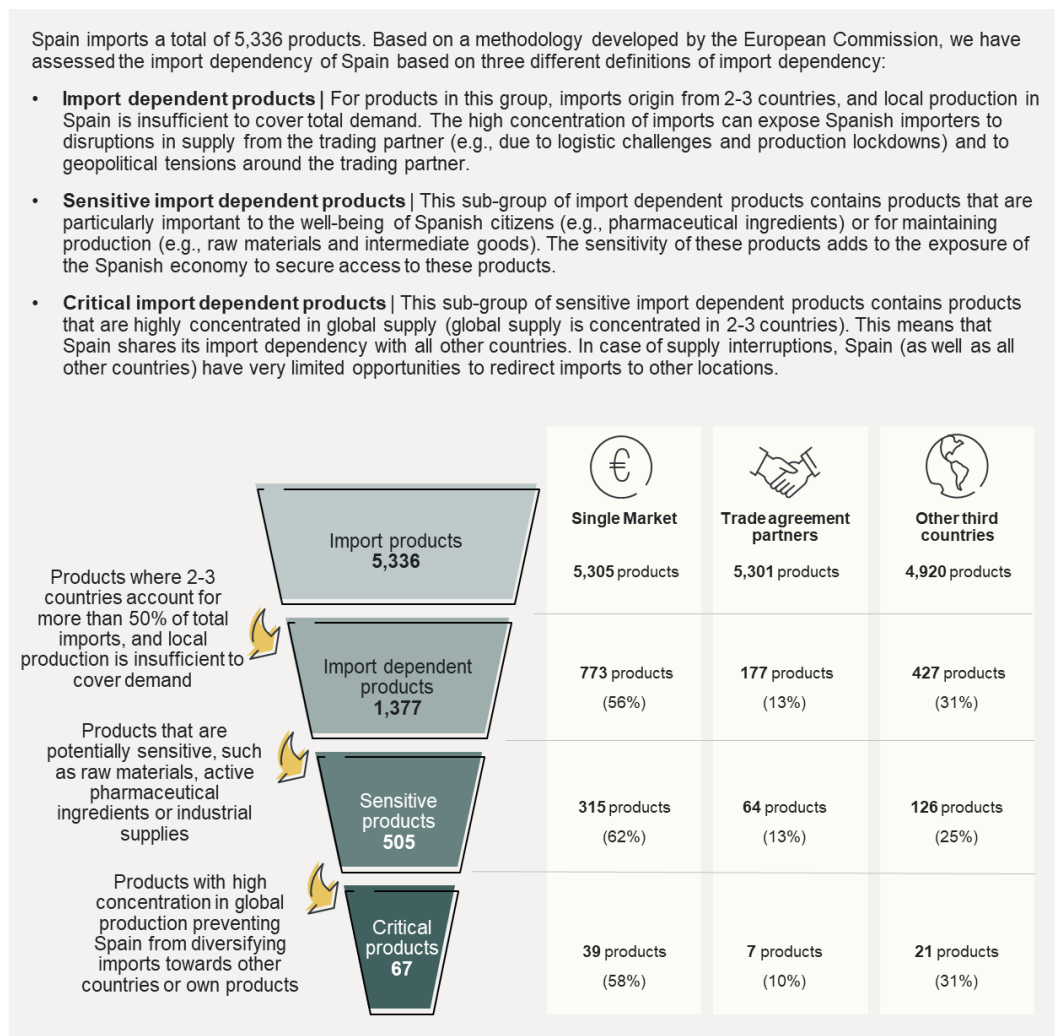 Spain imports a total of 5,336 products. Based on a methodology developed by the European Commission, we have
assessed the import dependency of Spain based on three different definitions of import dependency:
• Import dependent products | For products in this group, imports origin from 2-3 countries, and local production in
Spain is insufficient to cover total demand. The high concentration of imports can expose Spanish importers to
disruptions in supply from the trading partner (e.g., due to logistic challenges and production lockdowns) and to
geopolitical tensions around the trading partner.
• Sensitive import dependent products | This sub-group of import dependent products contains products that are
particularly important to the well-being of Spanish citizens (e.g., pharmaceutical ingredients) or for maintaining
production (e.g., raw materials and intermediate goods). The sensitivity of these products adds to the exposure of
the Spanish economy to secure access to these products.
• Critical import dependent products | This sub-group of sensitive import dependent products contains products
that are highly concentrated in global supply (global supply is concentrated in 2-3 countries). This means that
Spain shares its import dependency with all other countries. In case of supply interruptions, Spain (as well as all
other countries) have very limited opportunities to redirect imports to other locations.
€
Single Market
Trade agreement
partners
Other third
countries
Import products
5,336
5,305 products
5,301 products
4,920 products
Products where 2-3
countries account for
more than 50% of total
imports, and local
production is insufficient to
cover demand
Import dependent
products
1,377
773 products
(56%)
177 products
(13%)
427 products
(31%)
Products that are
potentially sensitive, such
as raw materials, active
pharmaceutical
ingredients or industrial
supplies
Sensitive
products
505
315 products
(62%)
64 products
(13%)
126 products
(25%)
Products with high
concentration in global
production preventing
Spain from diversifying
imports towards other
countries or own products
Critical
products
67
39 products
(58%)
7 products
(10%)
21 products
(31%)